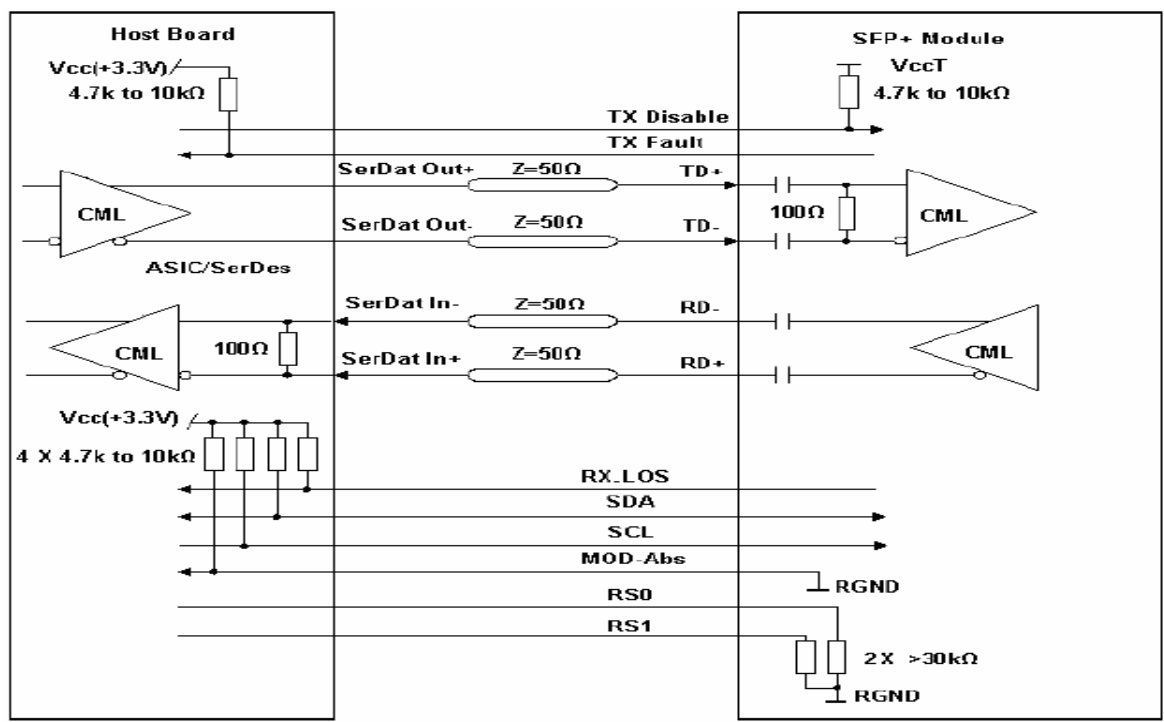 Host Board
SFP+ Module
Vcc(+3.3V)
4.7k to 10kΩ
VccT
4.7k to 10kΩ
TX Disable
TX Fault
SerDat Out+
Z=50Ω
TD+
CML
100Ω
CML
SerDat Out-
Z=50Ω
TD-
ASIC/SerDes
SerDat In-
Z=50Ω
RD-
100Ω
CML
CML
SerDat In+
Z=50Ω
RD+
Vcc(+3.3V)
4 X 4.7k to 10kΩ
RX_LOS
SDA
SCL
MOD-Abs
RGND
RS0
RS1
2X >30kΩ
RGND